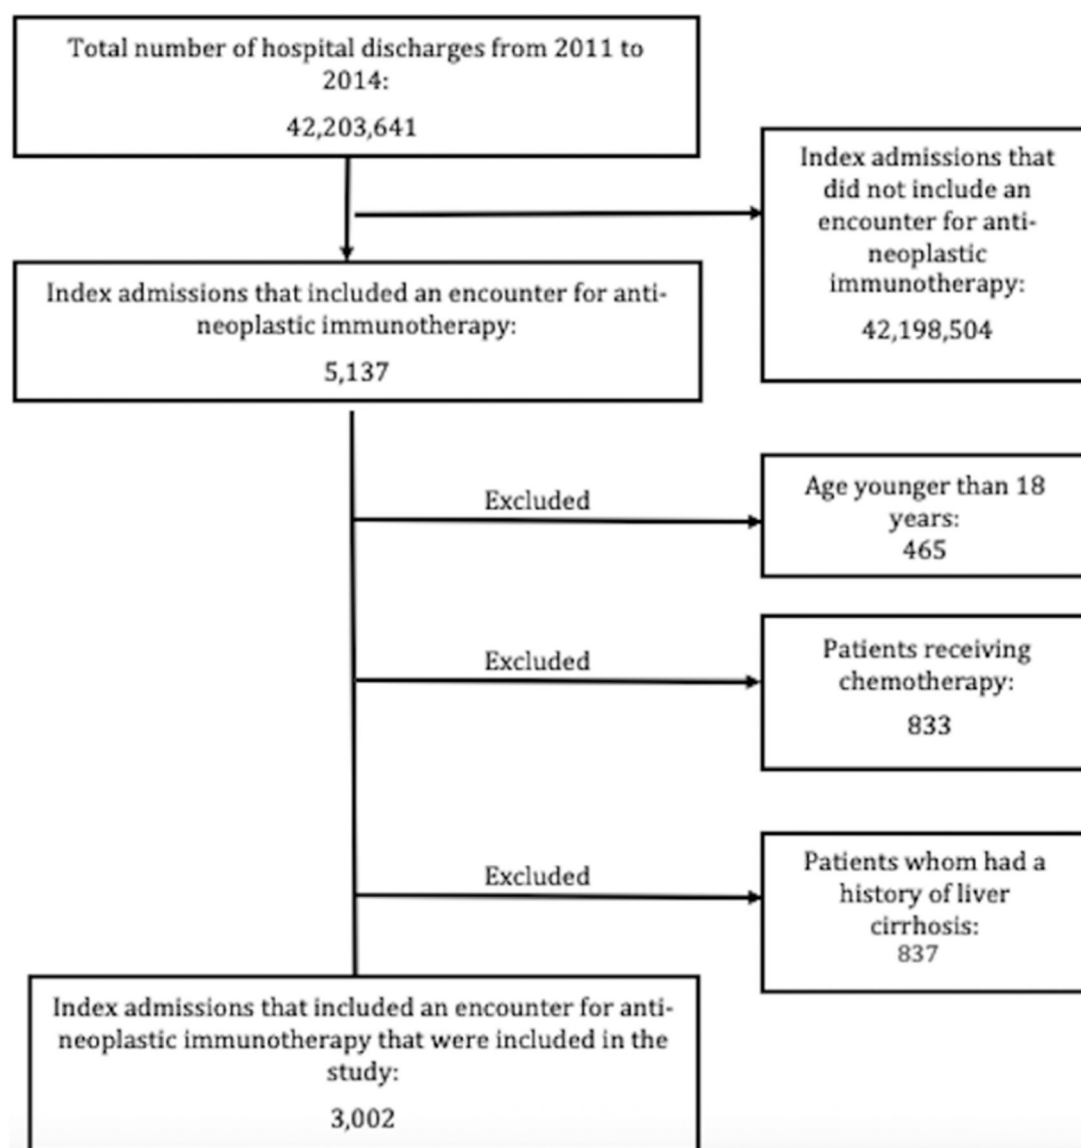 Total number of hospital discharges from 2011 to
2014:
42,203,641
Index admissions that
did not include an
encounter for anti-
neoplastic
immunotherapy:
42,198,504
Index admissions that included an encounter for anti-
neoplastic immunotherapy:
5,137
Excluded
Age younger than 18
years:
465
Excluded
Patients receiving
chemotherapy:
833
Excluded
Patients whom had a
history of liver
cirrhosis:
837
Index admissions that included an encounter for anti-
neoplastic immunotherapy that were included in the
study:
3,002